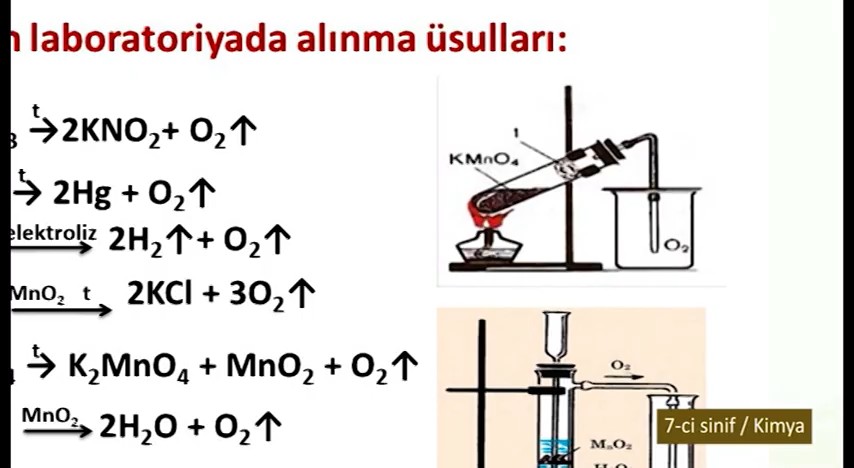 laboratoriyada alınma üsulları:
₃ t → 2KNO₂+ O₂↑
t → 2Hg + O₂↑
elektroliz → 2H₂↑+ O₂↑
MnO₂ t → 2KCl + 3O₂↑
t → K₂MnO₄ + MnO₂ + O₂↑
MnO₂ → 2H₂O + O₂↑
1
KMnO₄
O₂
O₂
MnO₂
7-ci sinif / Kimya